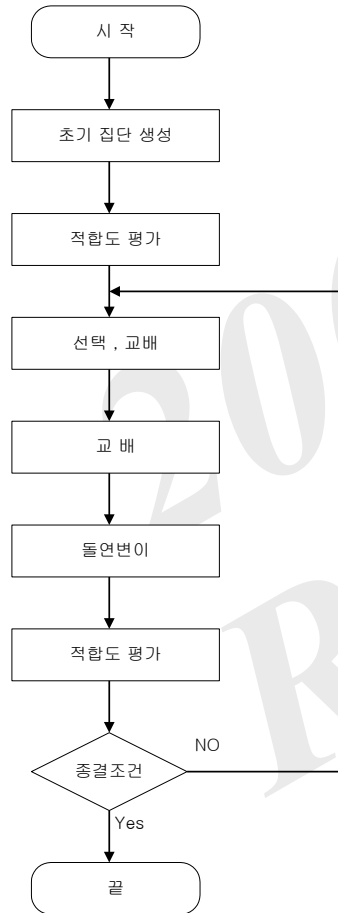 시 작
초기 집단 생성
적합도 평가
선택 , 교배
교 배
돌연변이
적합도 평가
종결조건
NO
Yes
끝